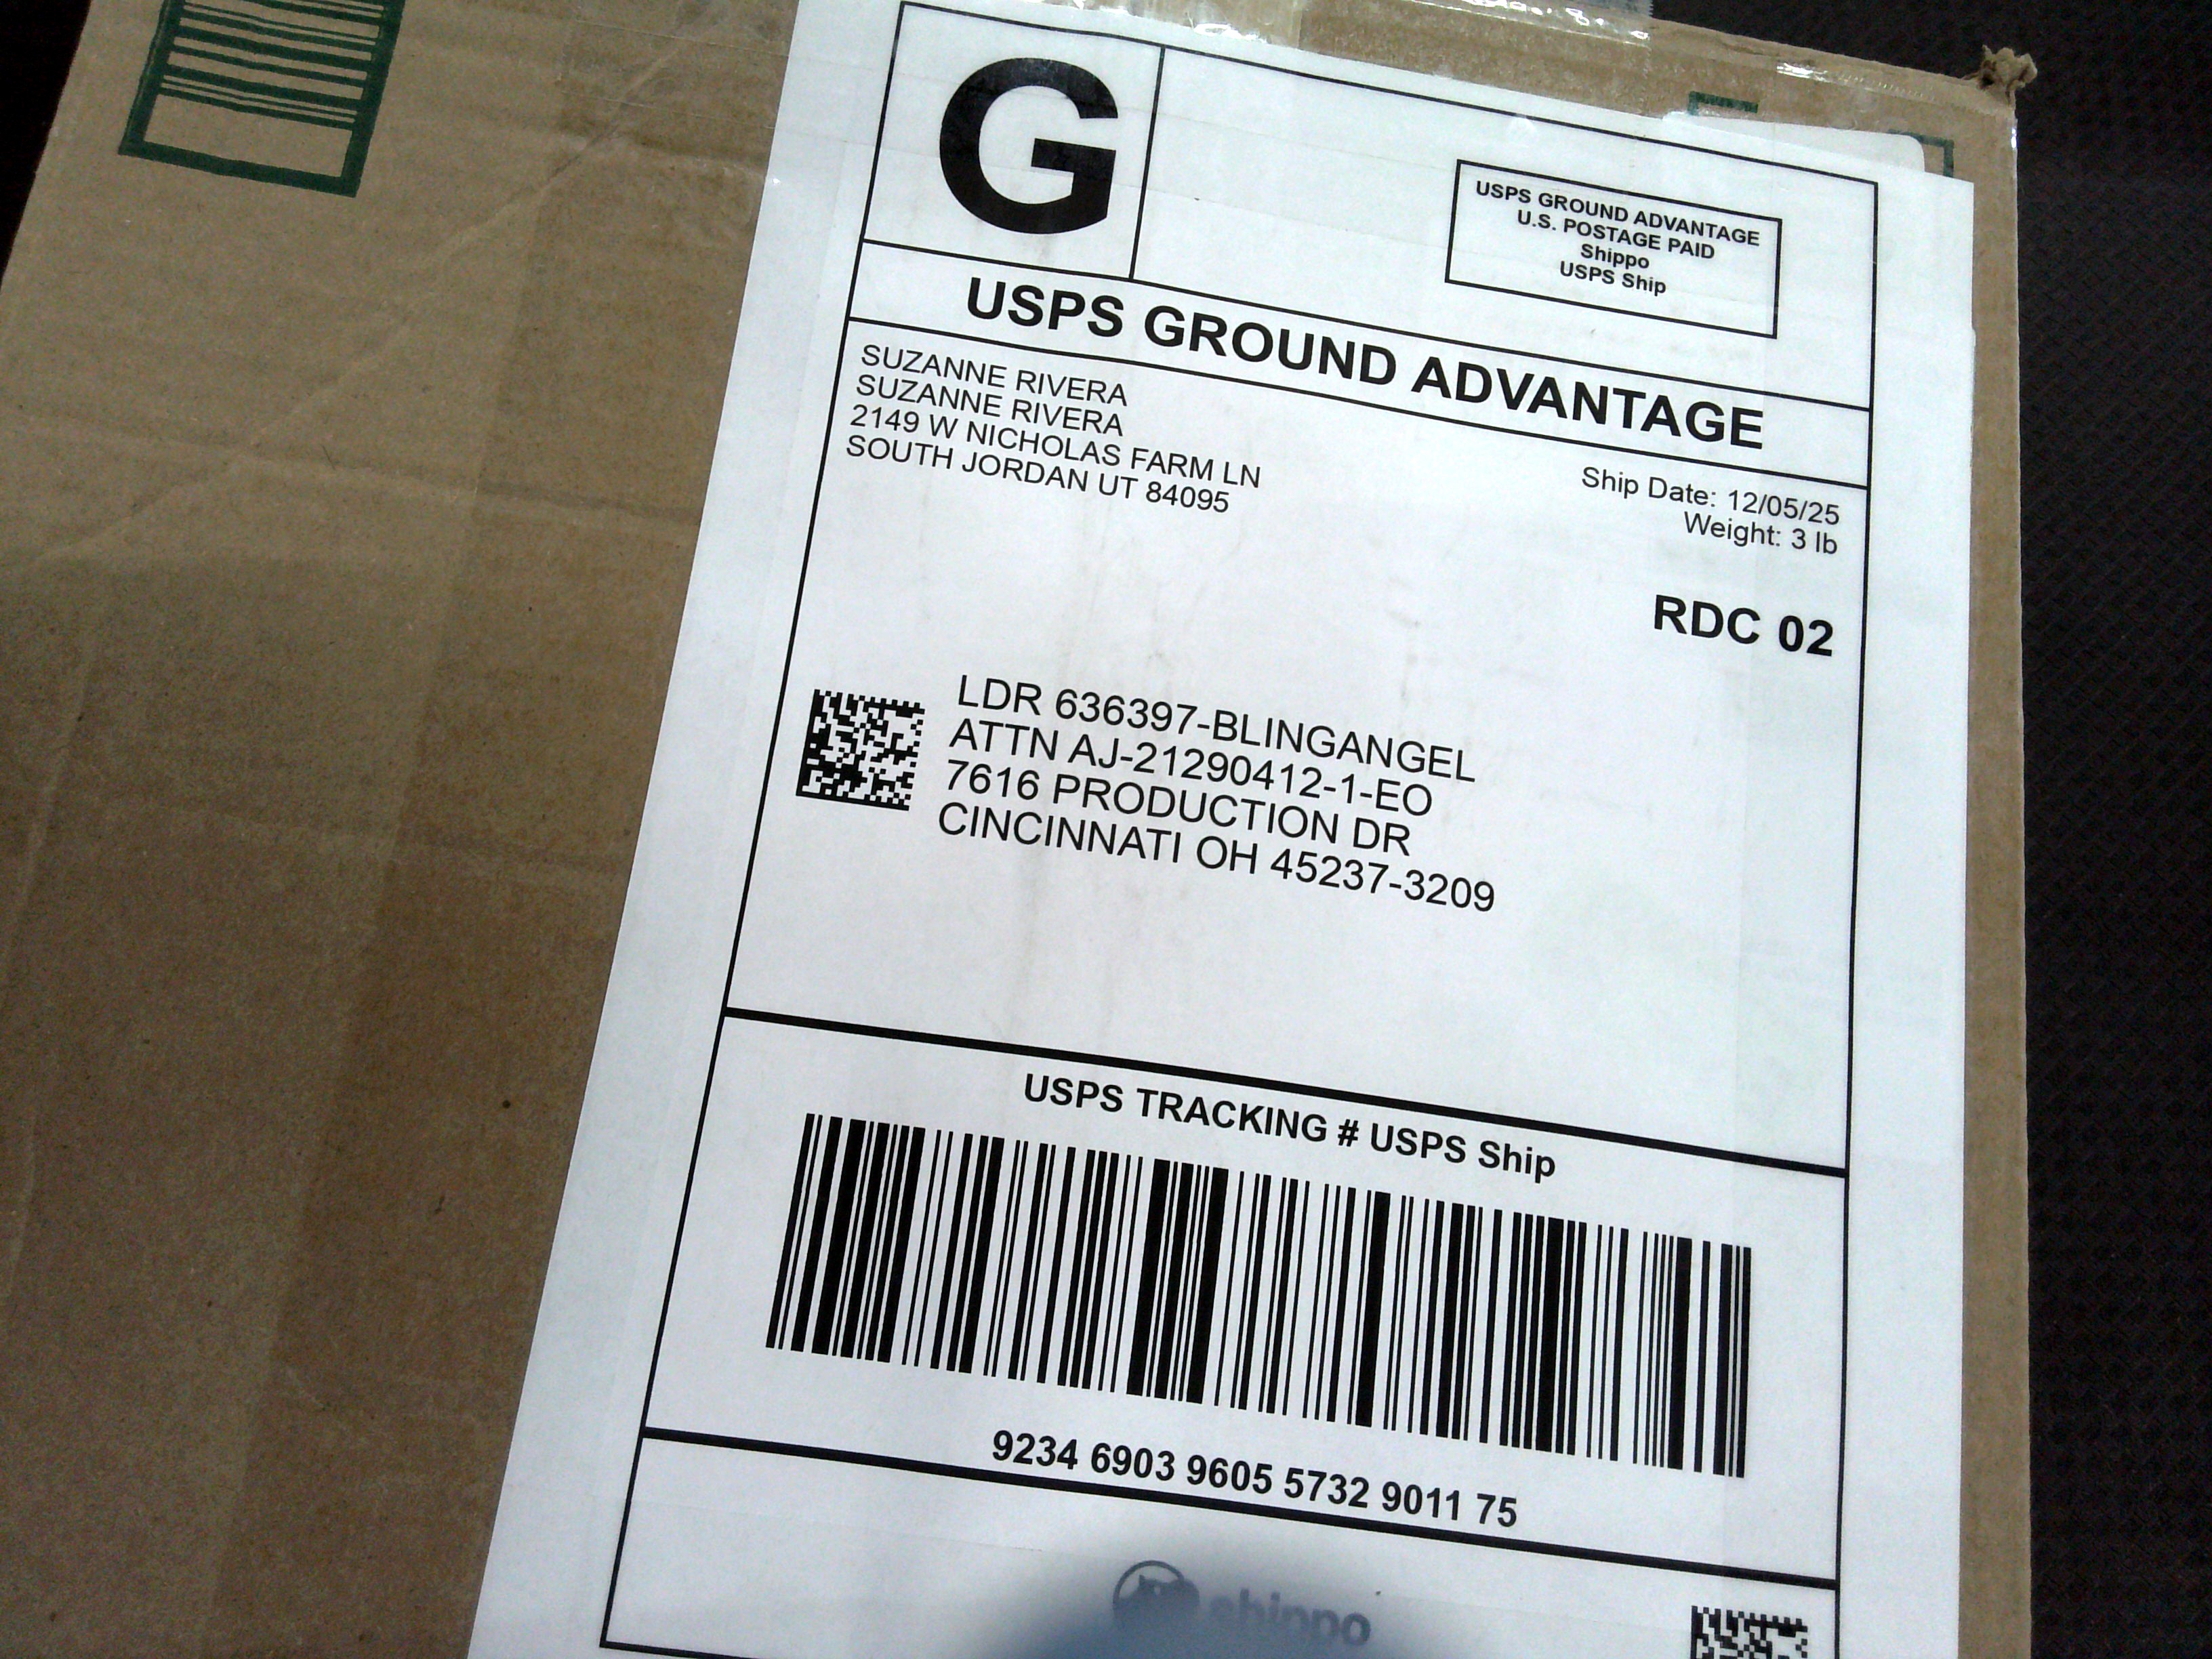 G
USPS GROUND ADVANTAGE
U.S. POSTAGE PAID
Shippo
USPS Ship
USPS GROUND ADVANTAGE
SUZANNE RIVERA
SUZANNE RIVERA
2149 W NICHOLAS FARM LN
SOUTH JORDAN UT 84095
Ship Date: 12/05/25
Weight: 3 lb
RDC 02
LDR 636397-BLINGANGEL
ATTN AJ-21290412-1-EO
7616 PRODUCTION DR
CINCINNATI OH 45237-3209
USPS TRACKING # USPS Ship
9234 6903 9605 5732 9011 75
shippo